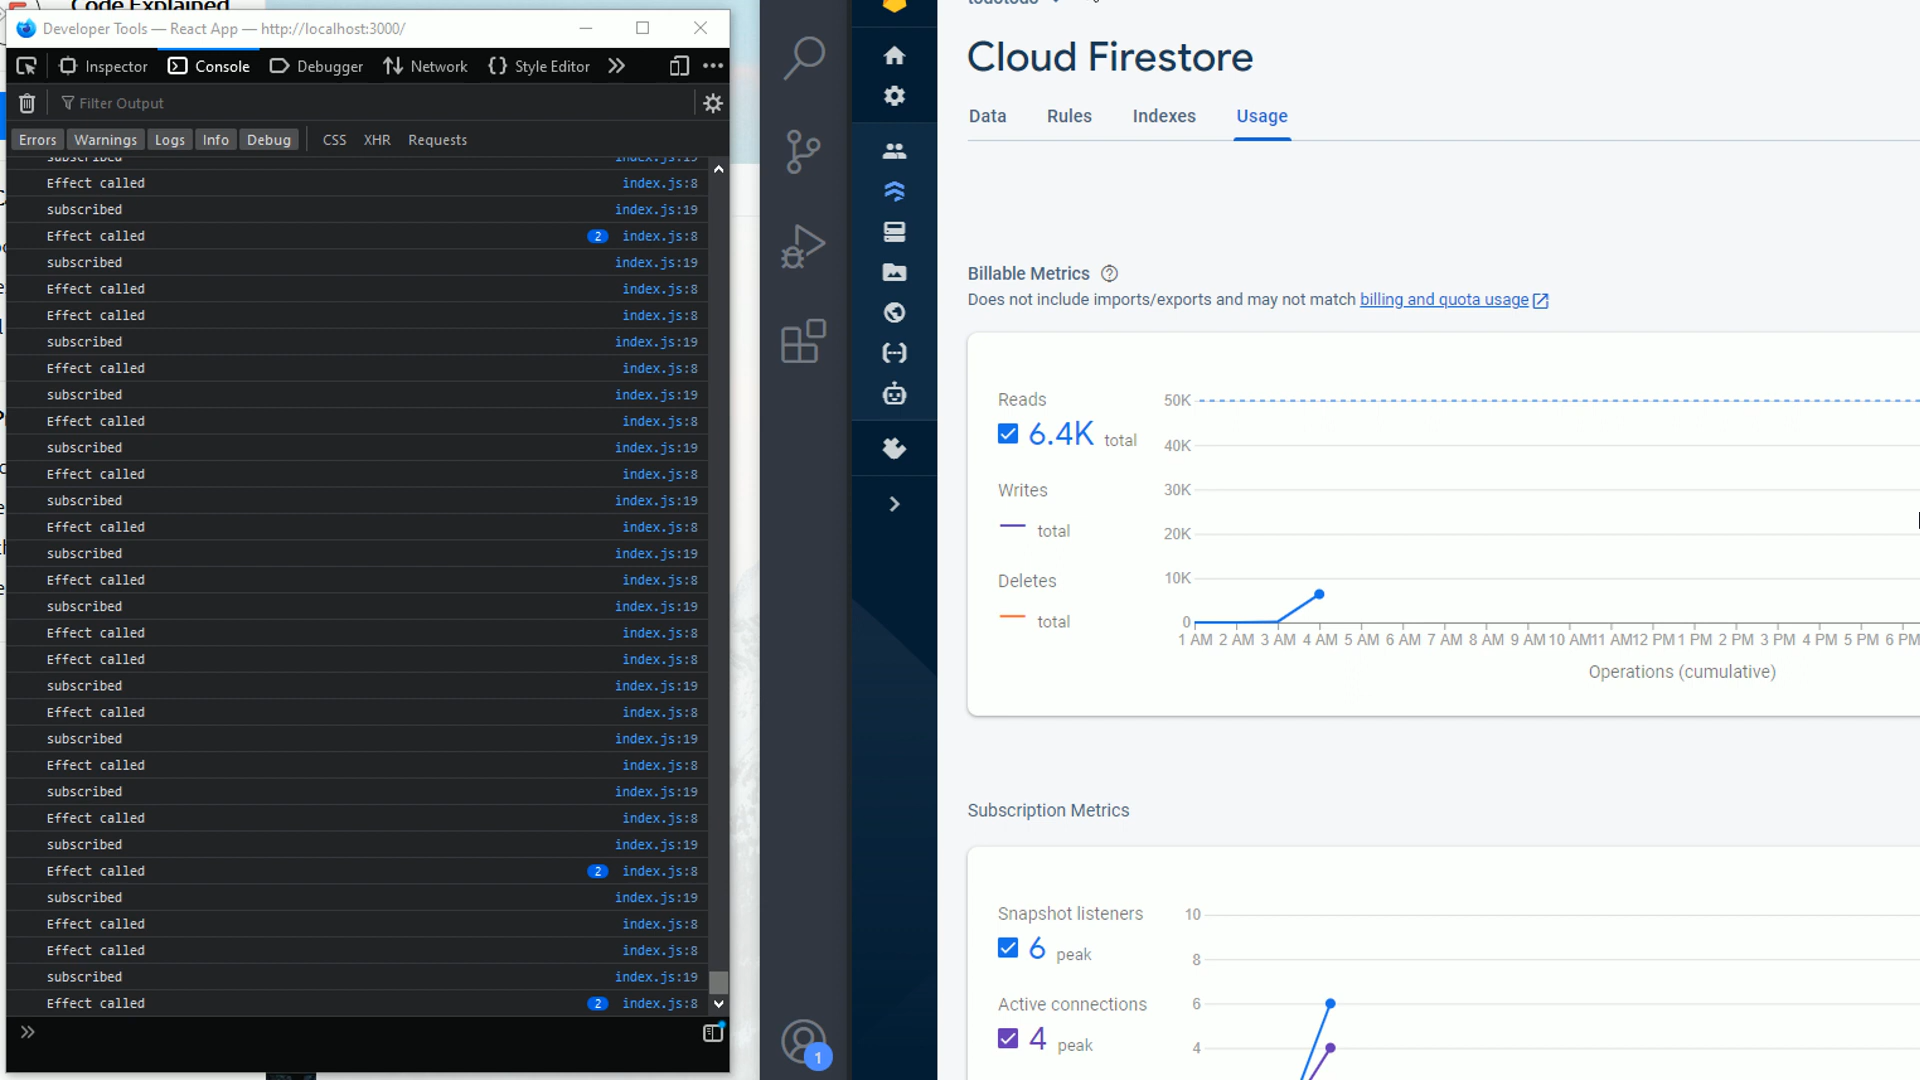 Code Explained
Developer Tools — React App — http://localhost:3000/
Inspector Console Debugger Network Style Editor
Filter Output
Errors Warnings Logs Info Debug CSS XHR Requests
subscribed index.js:19
Effect called index.js:8
subscribed index.js:19
Effect called 2 index.js:8
subscribed index.js:19
Effect called index.js:8
Effect called index.js:8
subscribed index.js:19
Effect called index.js:8
subscribed index.js:19
Effect called index.js:8
subscribed index.js:19
Effect called index.js:8
subscribed index.js:19
Effect called index.js:8
subscribed index.js:19
Effect called index.js:8
subscribed index.js:19
Effect called index.js:8
Effect called index.js:8
subscribed index.js:19
Effect called index.js:8
subscribed index.js:19
Effect called index.js:8
subscribed index.js:19
Effect called index.js:8
subscribed index.js:19
Effect called 2 index.js:8
subscribed index.js:19
Effect called index.js:8
Effect called index.js:8
subscribed index.js:19
Effect called 2 index.js:8
1
Cloud Firestore
Data Rules Indexes Usage
Billable Metrics
Does not include imports/exports and may not match billing and quota usage
Reads
6.4K total
Writes
total
Deletes
total
50K
40K
30K
20K
10K
0
1 AM 2 AM 3 AM 4 AM 5 AM 6 AM 7 AM 8 AM 9 AM 10 AM 11 AM 12 PM 1 PM 2 PM 3 PM 4 PM 5 PM 6 PM
Operations (cumulative)
Subscription Metrics
Snapshot listeners
6 peak
Active connections
4 peak
10
8
6
4